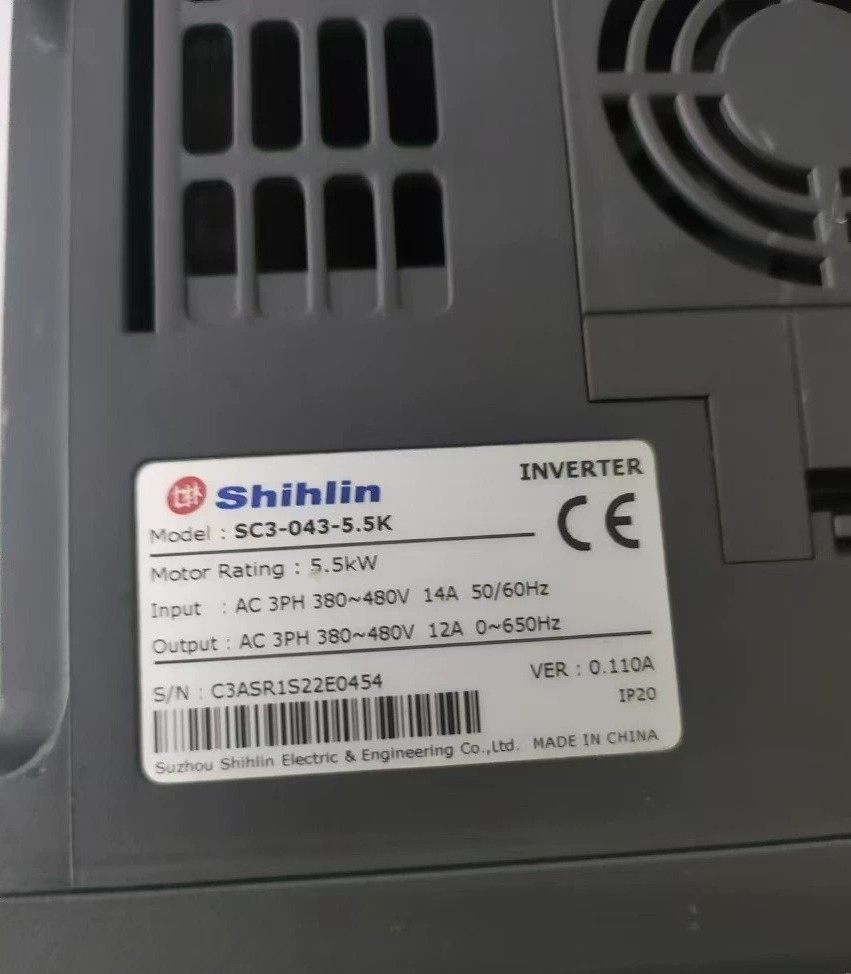 Shihlin
INVERTER
Model : SC3-043-5.5K
CE
Motor Rating : 5.5kW
Input : AC 3PH 380~480V 14A 50/60Hz
Output : AC 3PH 380~480V 12A 0~650Hz
S/N : C3ASR1S22E0454
VER : 0.110A
IP20
Suzhou Shihlin Electric & Engineering Co.,Ltd. MADE IN CHINA